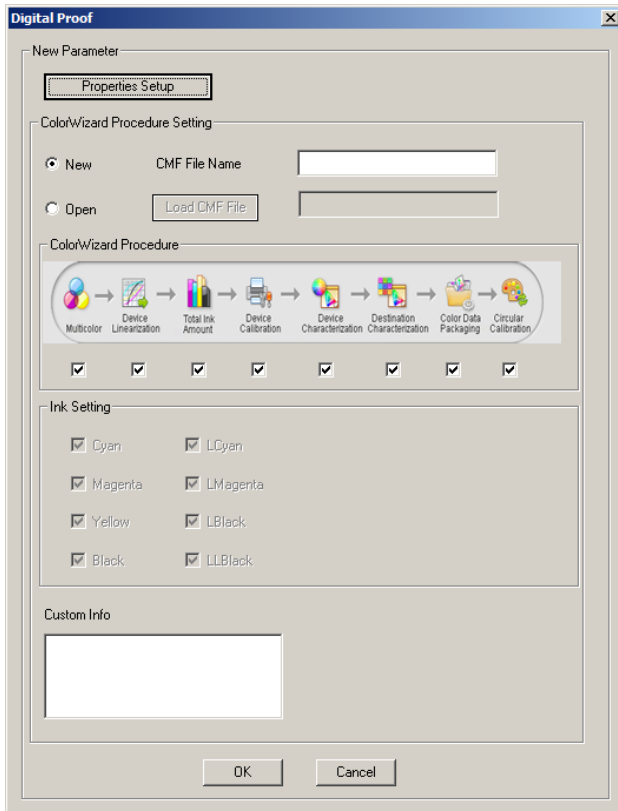 Digital Proof
New Parameter
Properties Setup
ColorWizard Procedure Setting
New CMF File Name
Open Load CMF File
ColorWizard Procedure
Multicolor Device Linearization Total Ink Amount Device Calibration Device Characterization Destination Characterization Color Data Packaging Circular Calibration
Ink Setting
Cyan LCyan
Magenta LMagenta
Yellow LBlack
Black LLBlack
Custom Info
OK Cancel